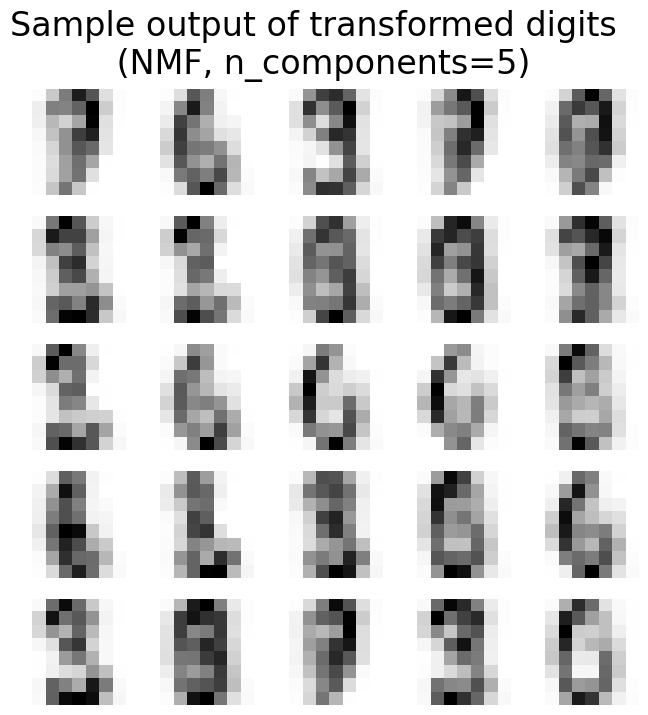 Sample output of transformed digits
(NMF, n_components=5)